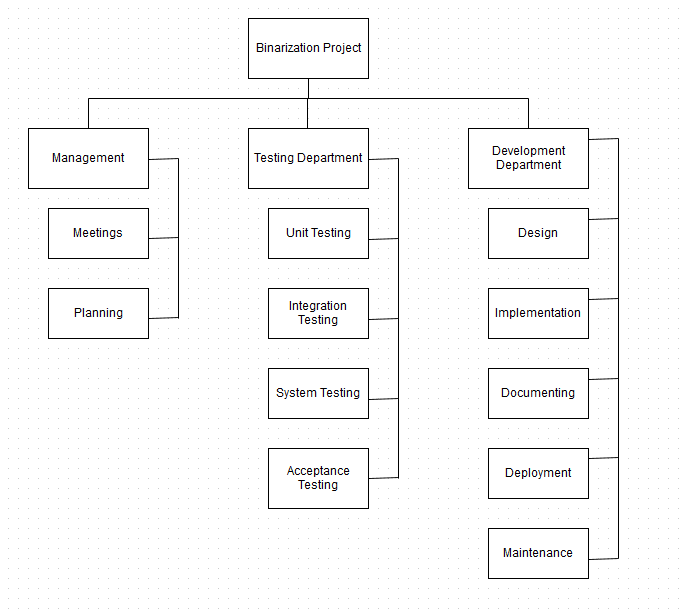 Binarization Project
Management
Testing Department
Development
Department
Meetings
Unit Testing
Design
Planning
Integration
Testing
Implementation
System Testing
Documenting
Acceptance
Testing
Deployment
Maintenance